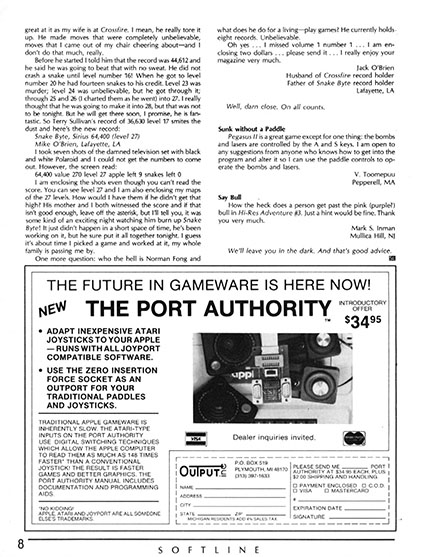 great at it as my wife is at Crossfire. I mean, he really tore it
up. He made moves that were completely unbelievable,
moves that I came out of my chair cheering about—and I
don't do that much, really.
Before he started I told him that the record was 44,612 and
he said he was going to beat that with no sweat. He did not
crash a snake until level number 16! When he got to level
number 20 he had fourteen snakes to his credit. Level 23 was
murder; level 24 was unbelievable, but he got through it;
through 25 and 26 (I charted them as he went) into 27. I really
thought that he was going to make it into 28, but that was not
to be tonight. But he will get there soon, I promise, he is fan-
tastic. So Terry Sullivan's record of 36,630 level 17 smites the
dust and here's the new record:
Snake Byte, Sirius 64,400 (level 27)
Mike O'Brien, Lafayette, LA
I took seven shots of the damned television set with black
and white Polaroid and I could not get the numbers to come
out. However, the screen read:
64,400 value 270 level 27 apple left 9 snakes left 0
I am enclosing the shots even though you can't read the
score. You can see level 27 and I am also enclosing my maps
of the 27 levels. How would I have them if he didn't get that
high? His mother and I both witnessed the score and if that
isn't good enough, leave off the asterisk, but I'll tell you, it was
some kind of an exciting night watching him burn up Snake
Byte! It just didn't happen in a short space of time, he's been
working on it, but he sure put it all together tonight. I guess
it's about time I picked a game and worked at it, my whole
family is passing me by.
One more question: who the hell is Norman Fong and
what does he do for a living—play games? He currently holds
eight records. Unbelievable.
Oh yes . . . I missed volume 1 number 1 . . . I am en-
closing two dollars . . . please send it . . . I really enjoy your
magazine very much.
Jack O'Brien
Husband of Crossfire record holder
Father of Snake Byte record holder
Lafayette, LA
Well, darn close. On all counts.
Sunk without a Paddle
Pegasus II is a great game except for one thing: the bombs
and lasers are controlled by the A and S keys. I am open to
any suggestions from anyone who knows how to get into the
program and alter it so I can use the paddle controls to op-
erate the bombs and lasers.
V. Toomepuu
Pepperell, MA
Say Bull
How the heck does a person get past the pink (purple?)
bull in Hi-Res Adventure #3. Just a hint would be fine. Thank
you very much.
Mark S. Inman
Mullica Hill, NJ
We'll leave you in the dark. And that's good advice.
THE FUTURE IN GAMEWARE IS HERE NOW!
NEW THE PORT AUTHORITY™
INTRODUCTORY
OFFER
$34.95
• ADAPT INEXPENSIVE ATARI
JOYSTICKS TO YOUR APPLE
— RUNS WITH ALL JOYPORT
COMPATIBLE SOFTWARE.
• USE THE ZERO INSERTION
FORCE SOCKET AS AN
OUTPORT FOR YOUR
TRADITIONAL PADDLES
AND JOYSTICKS.
TRADITIONAL APPLE GAMEWARE IS
INHERENTLY SLOW. THE ATARI-TYPE
INPUTS ON THE PORT AUTHORITY
USE DIGITAL SWITCHING TECHNIQUES
WHICH ALLOW THE APPLE COMPUTER
TO READ THEM AS MUCH AS 146 TIMES
FASTER* THAN A CONVENTIONAL
JOYSTICK! THE RESULT IS FASTER
GAMES AND BETTER GRAPHICS. THE
PORT AUTHORITY MANUAL INCLUDES
DOCUMENTATION AND PROGRAMMING
AIDS.
*NO KIDDING!
APPLE, ATARI AND JOYPORT ARE ALL SOMEONE
ELSE'S TRADEMARKS.
VISA
Dealer inquiries invited.
OUTPUT
P.O. BOX 519
PLYMOUTH, MI 48170
(313) 397-1633
NAME
ADDRESS
CITY
STATE ZIP
MICHIGAN RESIDENTS ADD 4% SALES TAX
PLEASE SEND ME PORT
AUTHORITY AT $34.95 EACH, PLUS
$2.00 SHIPPING AND HANDLING.
□ PAYMENT ENCLOSED □ C.O.D.
□ VISA □ MASTERCARD
#
EXPIRATION DATE
SIGNATURE
8
SOFTLINE